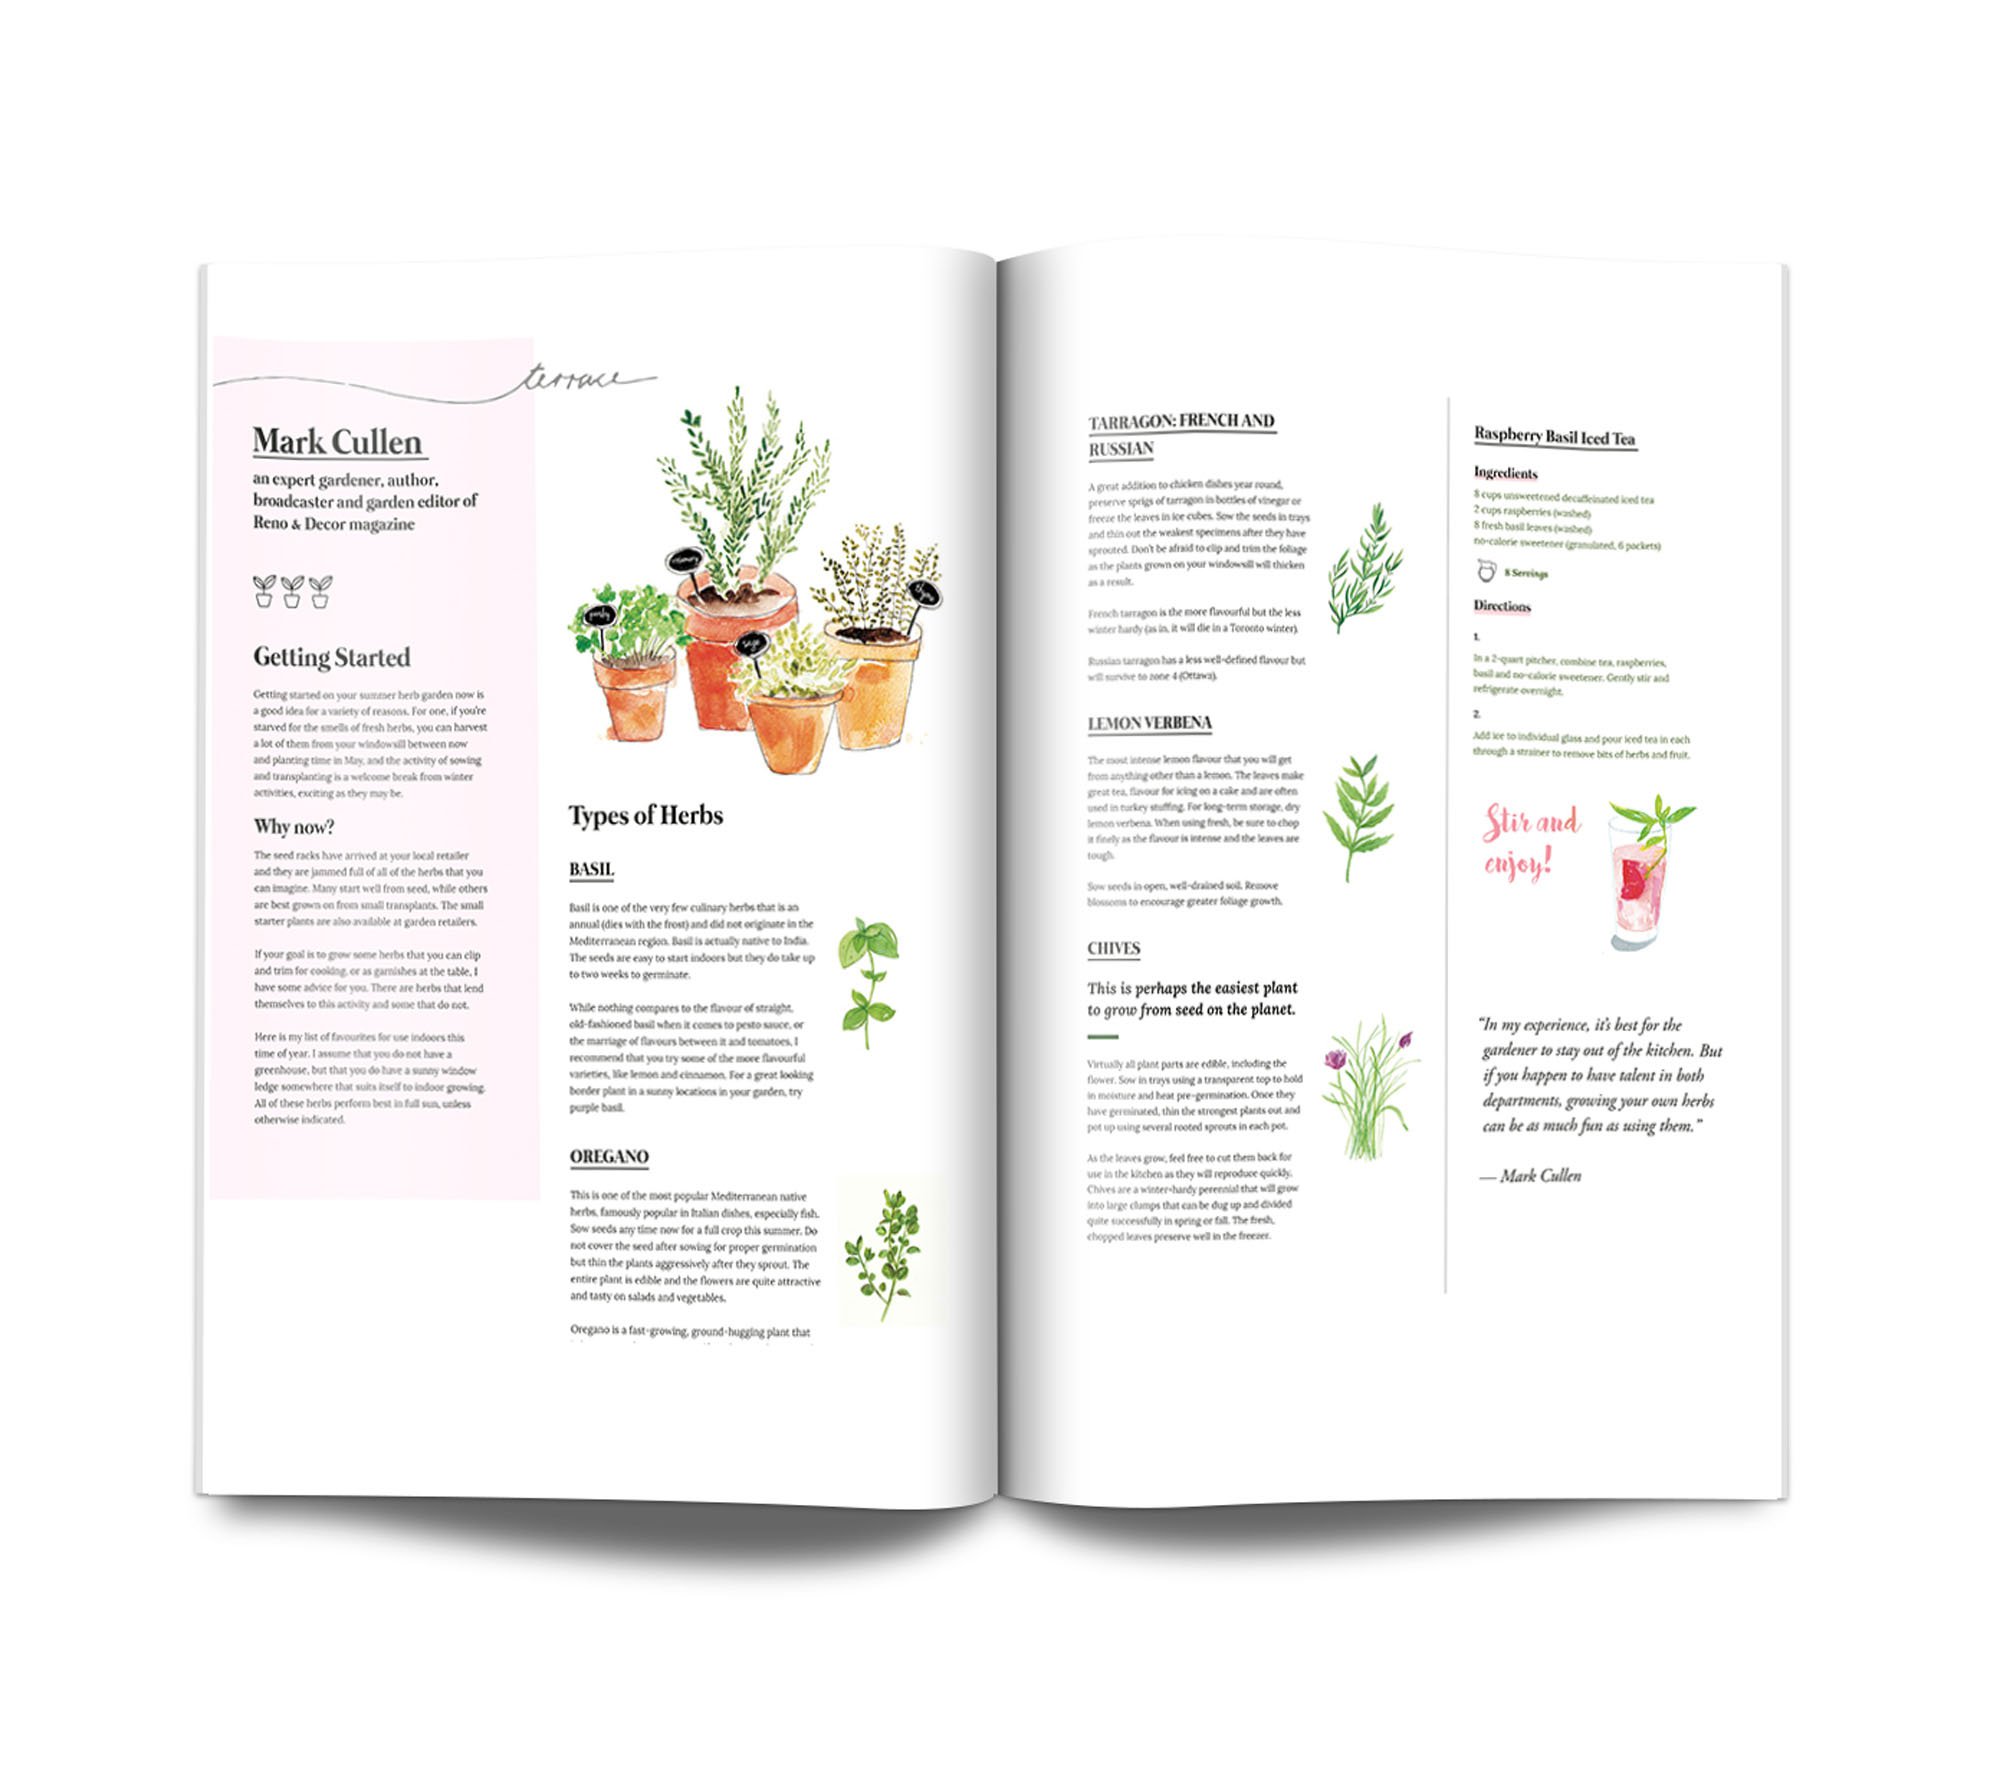 terrace
Mark Cullen
an expert gardener, author,
broadcaster and garden editor of
Reno & Decor magazine
Getting Started
Getting started on your summer herb garden now is
a good idea for a variety of reasons. For one, if you're
starved for the smells of fresh herbs, you can harvest
a lot of them from your windowsill between now
and planting time in May, and the activity of sowing
and transplanting is a welcome break from winter
activities, exciting as they may be.
Why now?
The seed racks have arrived at your local retailer
and they are jammed full of all of the herbs that you
can imagine. Many start well from seed, while others
are best grown on from small transplants. The small
starter plants are also available at garden retailers.
If your goal is to grow some herbs that you can clip
and trim for cooking, or as garnishes at the table, I
have some advice for you. There are herbs that lend
themselves to this activity and some that do not.
Here is my list of favourites for use indoors this
time of year. I assume that you do not have a
greenhouse, but that you do have a sunny window
ledge somewhere that suits itself to indoor growing.
All of these herbs perform best in full sun, unless
otherwise indicated.
rosemary
parsley
sage
thyme
Types of Herbs
BASIL
Basil is one of the very few culinary herbs that is an
annual (dies with the frost) and did not originate in the
Mediterranean region. Basil is actually native to India.
The seeds are easy to start indoors but they do take up
to two weeks to germinate.
While nothing compares to the flavour of straight,
old-fashioned basil when it comes to pesto sauce, or
the marriage of flavours between it and tomatoes, I
recommend that you try some of the more flavourful
varieties, like lemon and cinnamon. For a great looking
border plant in a sunny locations in your garden, try
purple basil.
OREGANO
This is one of the most popular Mediterranean native
herbs, famously popular in Italian dishes, especially fish.
Sow seeds any time now for a full crop this summer. Do
not cover the seed after sowing for proper germination
but thin the plants aggressively after they sprout. The
entire plant is edible and the flowers are quite attractive
and tasty on salads and vegetables.
Oregano is a fast-growing, ground-hugging plant that
TARRAGON: FRENCH AND
RUSSIAN
A great addition to chicken dishes year round,
preserve sprigs of tarragon in bottles of vinegar or
freeze the leaves in ice cubes. Sow the seeds in trays
and thin out the weakest specimens after they have
sprouted. Don't be afraid to clip and trim the foliage
as the plants grown on your windowsill will thicken
as a result.
French tarragon is the more flavourful but the less
winter hardy (as in, it will die in a Toronto winter).
Russian tarragon has a less well-defined flavour but
will survive to zone 4 (Ottawa).
LEMON VERBENA
The most intense lemon flavour that you will get
from anything other than a lemon. The leaves make
great tea, flavour for icing on a cake and are often
used in turkey stuffing. For long-term storage, dry
lemon verbena. When using fresh, be sure to chop
it finely as the flavour is intense and the leaves are
tough.
Sow seeds in open, well-drained soil. Remove
blossoms to encourage greater foliage growth.
CHIVES
This is perhaps the easiest plant
to grow from seed on the planet.
Virtually all plant parts are edible, including the
flower. Sow in trays using a transparent top to hold
in moisture and heat pre-germination. Once they
have germinated, thin the strongest plants out and
pot up using several rooted sprouts in each pot.
As the leaves grow, feel free to cut them back for
use in the kitchen as they will reproduce quickly.
Chives are a winter-hardy perennial that will grow
into large clumps that can be dug up and divided
quite successfully in spring or fall. The fresh,
chopped leaves preserve well in the freezer.
Raspberry Basil Iced Tea
Ingredients
8 cups unsweetened decaffeinated iced tea
2 cups raspberries (washed)
8 fresh basil leaves (washed)
no-calorie sweetener (granulated, 6 packets)
8 Servings
Directions
1.
In a 2-quart pitcher, combine tea, raspberries,
basil and no-calorie sweetener. Gently stir and
refrigerate overnight.
2.
Add ice to individual glass and pour iced tea in each
through a strainer to remove bits of herbs and fruit.
Stir and
enjoy!
“In my experience, it's best for the
gardener to stay out of the kitchen. But
if you happen to have talent in both
departments, growing your own herbs
can be as much fun as using them.”
— Mark Cullen